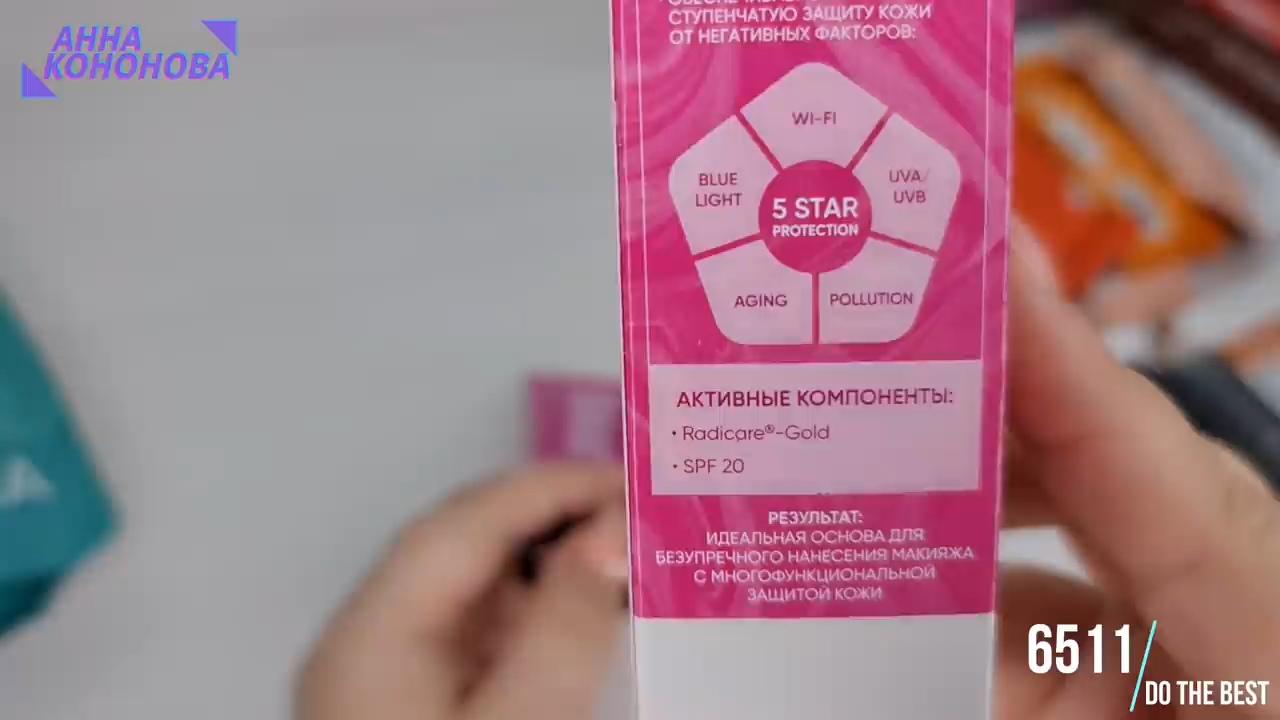 АННА
КОНОНОВА
СТУПЕНЧАТУЮ ЗАЩИТУ КОЖИ
ОТ НЕГАТИВНЫХ ФАКТОРОВ:
WI-FI
BLUE
LIGHT
UVA/
UVB
5 STAR
PROTECTION
AGING
POLLUTION
АКТИВНЫЕ КОМПОНЕНТЫ:
• Radicare®-Gold
• SPF 20
РЕЗУЛЬТАТ:
ИДЕАЛЬНАЯ ОСНОВА ДЛЯ
БЕЗУПРЕЧНОГО НАНЕСЕНИЯ МАКИЯЖА
С МНОГОФУНКЦИОНАЛЬНОЙ
ЗАЩИТОЙ КОЖИ
6511
DO THE BEST